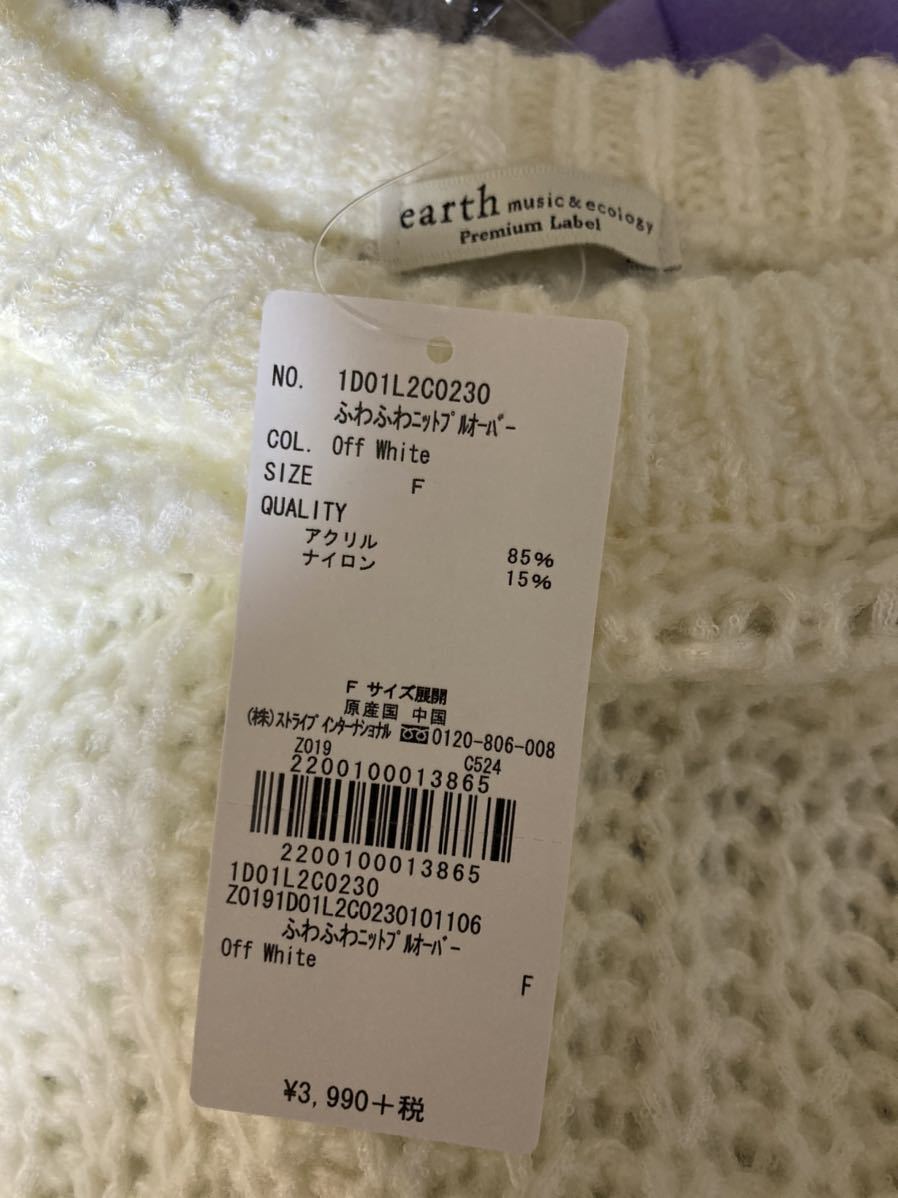 earth music&ecology
Premium Label
NO. 1D01L2C0230
ふわふわﾆｯﾄﾌﾟﾙｵｰﾊﾞｰ
COL. Off White
SIZE F
QUALITY
アクリル 85%
ナイロン 15%
F サイズ展開
原産国 中国
(株)ｽﾄﾗｲﾌﾟ ｲﾝﾀｰﾅｼｮﾅﾙ 0120-806-008
Z019 C524
2200100013865
2200100013865
1D01L2C0230
Z0191D01L2C0230101106
ふわふわﾆｯﾄﾌﾟﾙｵｰﾊﾞｰ
Off White
F
¥3,990+税